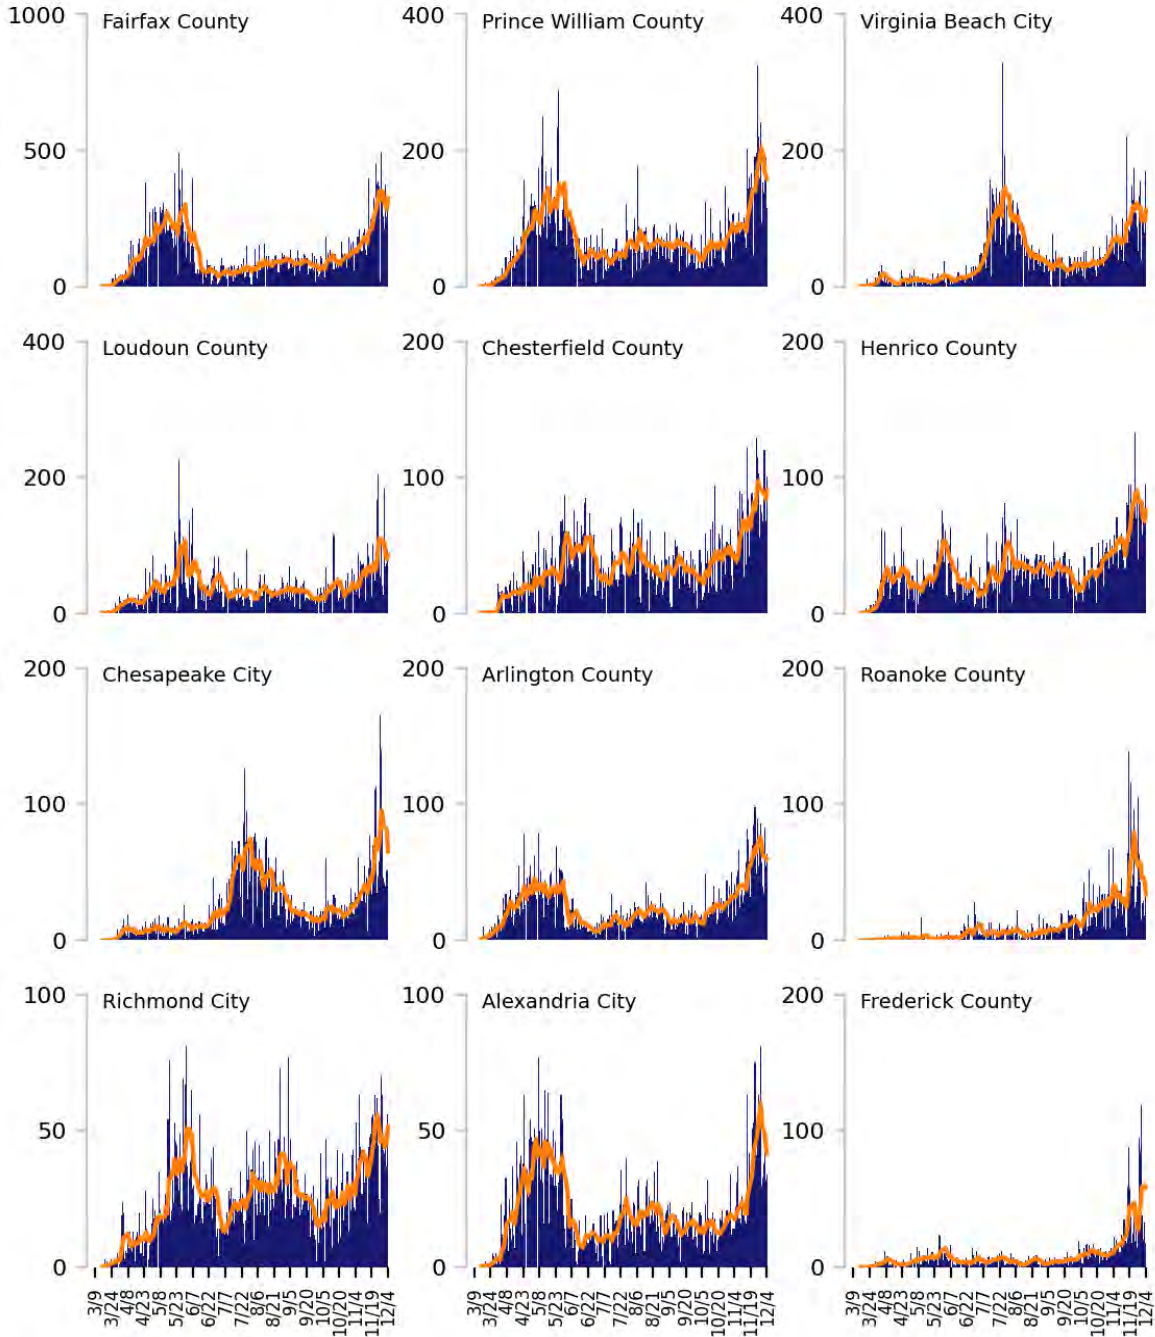 1000 Fairfax County 400 Prince William County 400 Virginia Beach City
500 200 200
0 0 0
400 Loudoun County 200 Chesterfield County 200 Henrico County
200 100 100
0 0 0
200 Chesapeake City 200 Arlington County 200 Roanoke County
100 100 100
0 0 0
100 Richmond City 100 Alexandria City 200 Frederick County
50 50 100
0 0 0
3/9 3/24 4/8 4/23 5/8 5/23 6/7 6/22 7/7 7/22 8/6 8/21 9/5 9/20 10/5 10/20 11/4 11/19 12/4 3/9 3/24 4/8 4/23 5/8 5/23 6/7 6/22 7/7 7/22 8/6 8/21 9/5 9/20 10/5 10/20 11/4 11/19 12/4 3/9 3/24 4/8 4/23 5/8 5/23 6/7 6/22 7/7 7/22 8/6 8/21 9/5 9/20 10/5 10/20 11/4 11/19 12/4